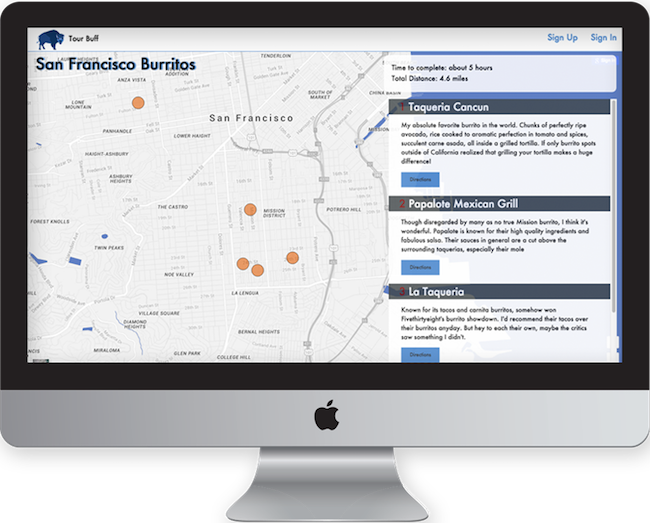 Tour Buff
Sign Up Sign In
San Francisco Burritos
Time to complete: about 5 hours
Total Distance: 4.6 miles
1 Taqueria Cancun
My absolute favorite burrito in the world. Chunks of perfectly ripe
avocado, rice cooked to aromatic perfection in tomato and spices,
succulent carne asada, all inside a grilled tortilla. If only burrito spots
outside of California realized that grilling your tortilla makes a huge
difference!
Directions
2 Papalote Mexican Grill
Though disregarded by many as no true Mission burrito, I think it's
wonderful. Papalote is known for their high quality ingredients and
fabulous salsa. Their sauces in general are a cut above the
surrounding taquerias, especially their mole
Directions
3 La Taqueria
Known for its tacos and carnita burritos, somehow won
Fivethirtyeight's burrito showdown. I'd recommend their tacos over
their burritos anyday. But hey to each their own, maybe the critics
saw something I didn't.
Directions
TENDERLOIN
ANZA VISTA
ADDITION
SOUTH OF
MARKET
CHINA BASIN
LONE
MOUNTAIN
San Francisco
PANHANDLE
LOWER HAIGHT
HAIGHT-ASHBURY
ASHBURY
HEIGHTS
THE CASTRO
MISSION
DISTRICT
POTRERO HILL
FOREST KNOLLS
TWIN PEAKS
NOE VALLEY
LA LENGUA
VILLAGE SQUARE
DIAMOND
HEIGHTS
BERNAL HEIGHTS
MIRALOMA
GLEN PARK
COLLEGE HILL